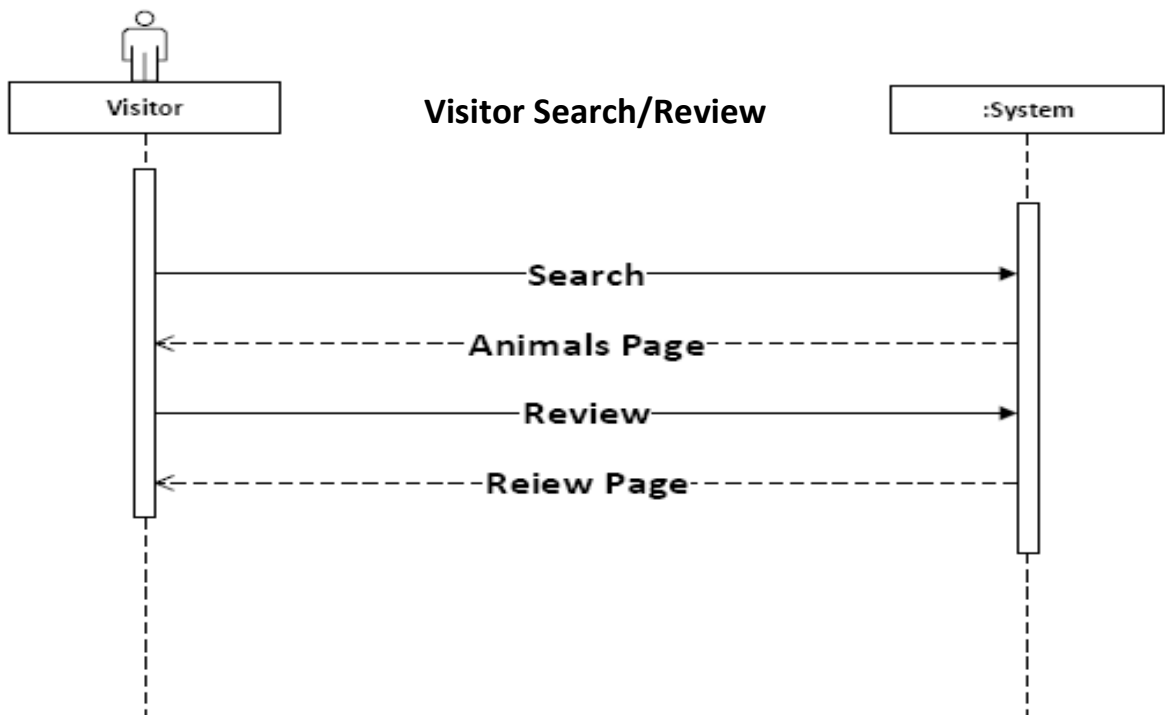 Visitor
Visitor Search/Review
:System
Search
Animals Page
Review
Reiew Page